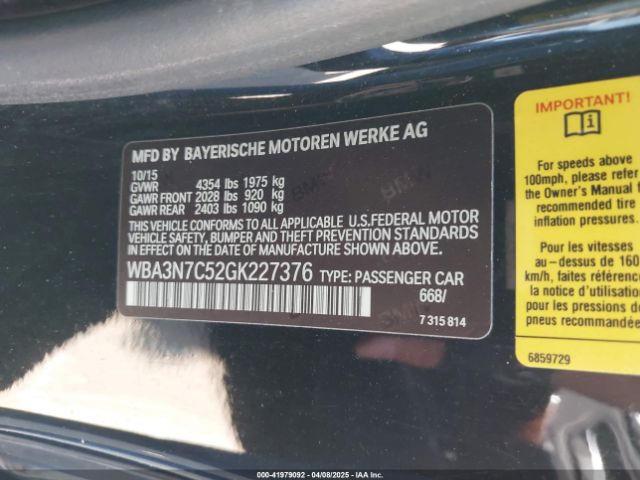 MFD BY BAYERISCHE MOTOREN WERKE AG
10/15
GVWR 4354 lbs 1975 kg
GAWR FRONT 2028 lbs 920 kg
GAWR REAR 2403 lbs 1090 kg
THIS VEHICLE CONFORMS TO ALL APPLICABLE U.S.FEDERAL MOTOR
VEHICLE SAFETY, BUMPER AND THEFT PREVENTION STANDARDS
IN EFFECT ON THE DATE OF MANUFACTURE SHOWN ABOVE.
WBA3N7C52GK227376 TYPE: PASSENGER CAR
668/
7 315 814
IMPORTANT!
For speeds above
100mph, please refer
the Owner's Manual
recommended tire
inflation pressures.
Pour les vitesses
au-dessus de 160
km/h, faites référence
la notice d'utilisation
pour les pressions de
pneus recommandées
6859729
000-41979092 - 04/08/2025 - IAA Inc.